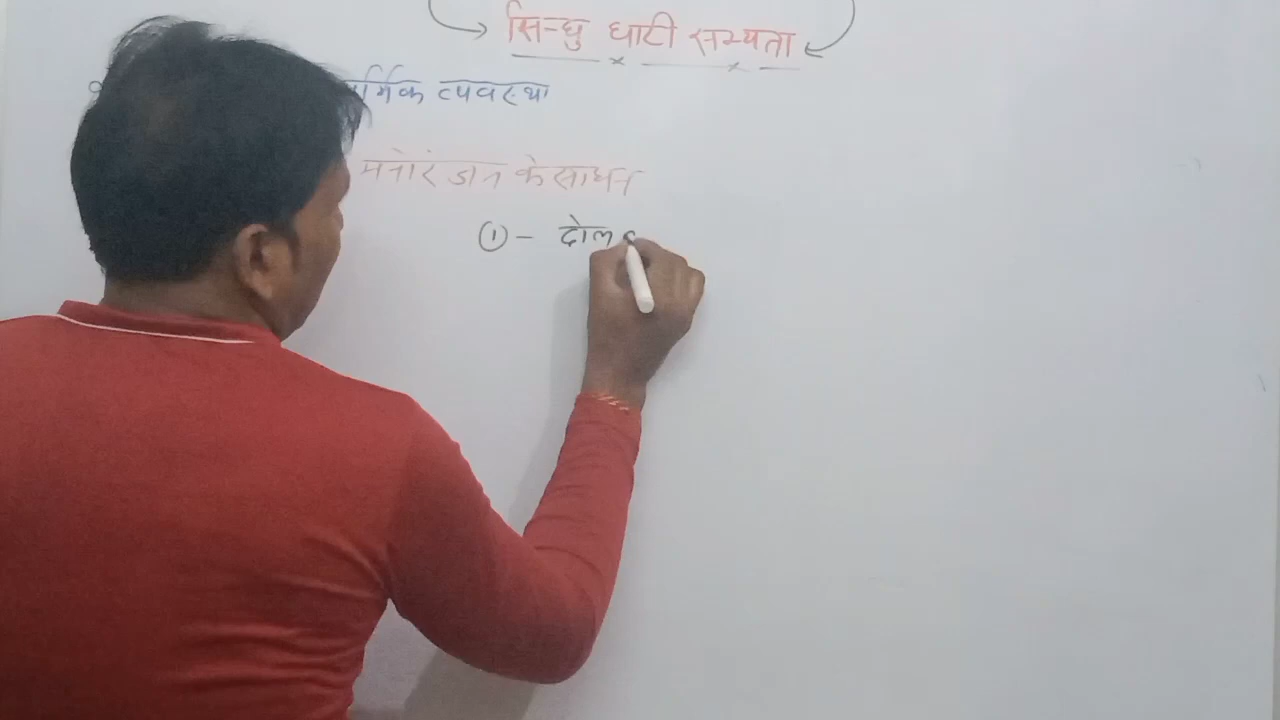 सिन्धु घाटी सभ्यता
र्मिक व्यवस्था
मनोरंजन के साधन
① - ढोल